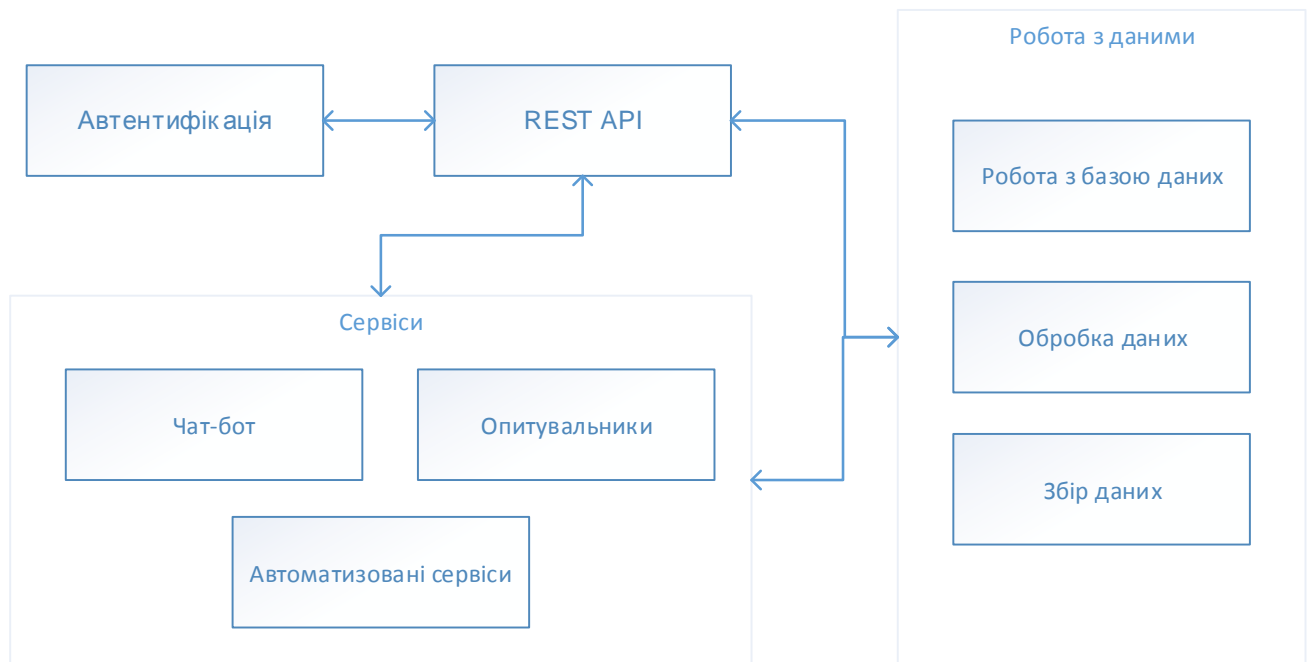 Робота з даними
Автентифікація
REST API
Робота з базою даних
Обробка даних
Збір даних
Сервіси
Чат-бот
Опитувальники
Автоматизовані сервіси